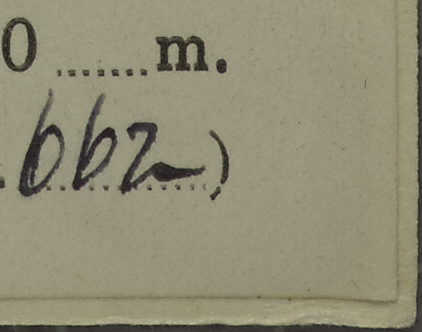 0 ....... m.
. 662)